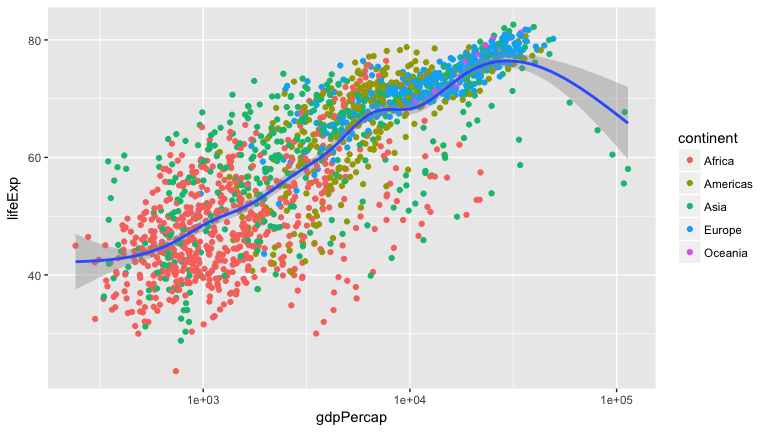 80
60
40
lifeExp
1e+03
1e+04
1e+05
gdpPercap
continent
Africa
Americas
Asia
Europe
Oceania